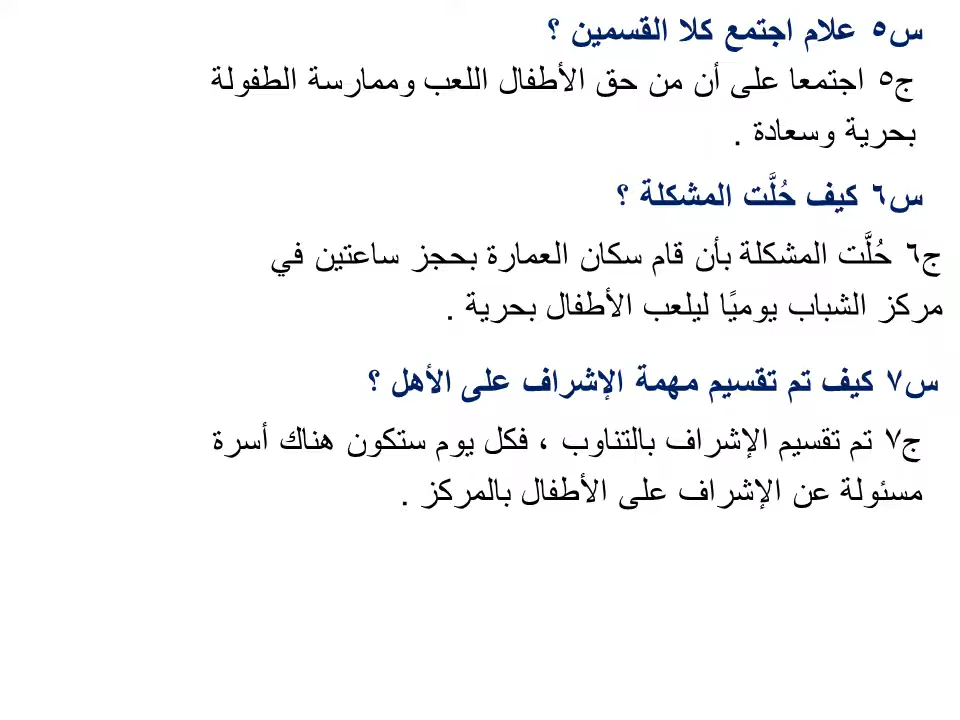 س٥ علام اجتمع كلا القسمين ؟
ج٥ اجتمعا على أن من حق الأطفال اللعب وممارسة الطفولة
بحرية وسعادة .
س٦ كيف حُلَّت المشكلة ؟
ج٦ حُلَّت المشكلة بأن قام سكان العمارة بحجز ساعتين في
مركز الشباب يوميًا ليلعب الأطفال بحرية .
س٧ كيف تم تقسيم مهمة الإشراف على الأهل ؟
ج٧ تم تقسيم الإشراف بالتناوب ، فكل يوم ستكون هناك أسرة
مسئولة عن الإشراف على الأطفال بالمركز .